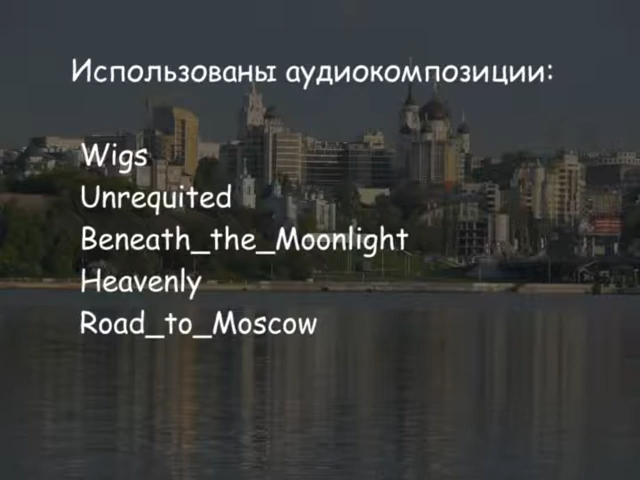 Использованы аудиокомпозиции:
Wigs
Unrequited
Beneath_the_Moonlight
Heavenly
Road_to_Moscow